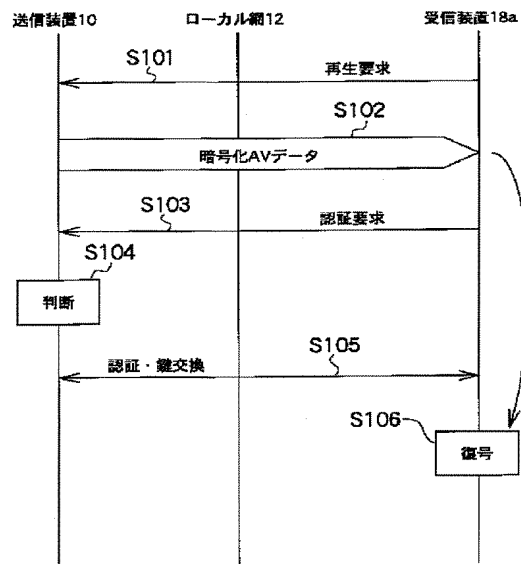 送信装置10
ローカル網12
受信装置18a
S101
再生要求
S102
暗号化AVデータ
S103
認証要求
S104
判断
認証・鍵交換
S105
S106
復号